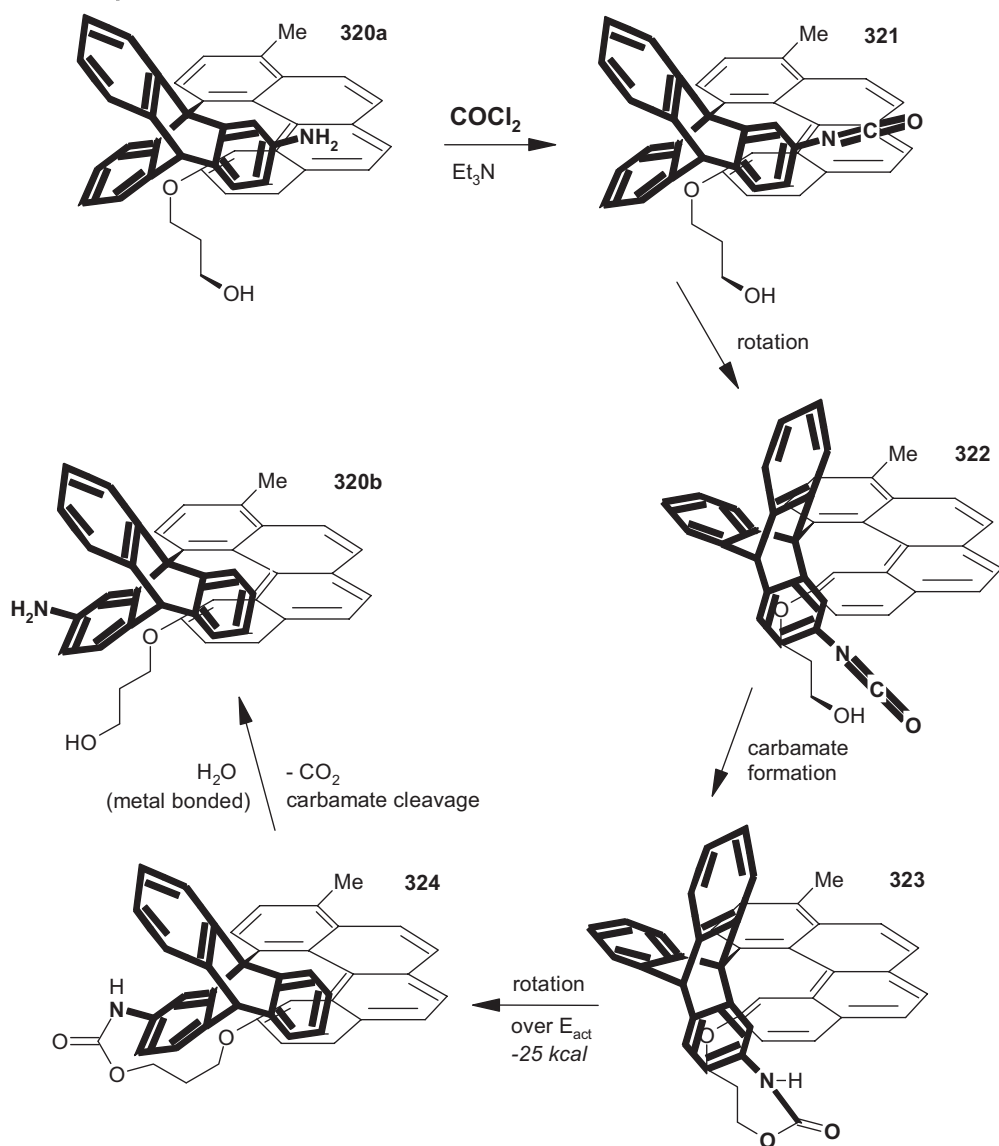 Me 320a
NH2
O
OH
COCl2
Et3N
Me 321
N C O
O
OH
rotation
Me 322
O
N
C
OH
O
carbamate
formation
Me 323
O
N-H
O
O
rotation
over Eact
-25 kcal
Me 324
H
N
O
O
O
H2O
(metal bonded)
- CO2
carbamate cleavage
Me 320b
H2N
O
HO